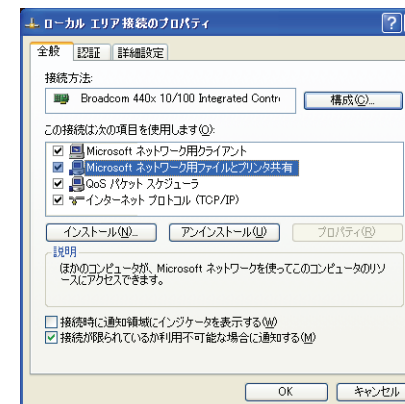 ローカル エリア接続のプロパティ
全般 認証 詳細設定
接続方法:
Broadcom 440x 10/100 Integrated Contr
構成(C)...
この接続は次の項目を使用します(O):
Microsoft ネットワーク用クライアント
Microsoft ネットワーク用ファイルとプリンタ共有
QoS パケット スケジューラ
インターネット プロトコル (TCP/IP)
インストール(N)... アンインストール(U) プロパティ(R)
説明
ほかのコンピュータが、Microsoft ネットワークを使ってこのコンピュータのリソ
ースにアクセスできます。
接続時に通知領域にインジケータを表示する(W)
接続が限られているか利用不可能な場合に通知する(M)
OK キャンセル